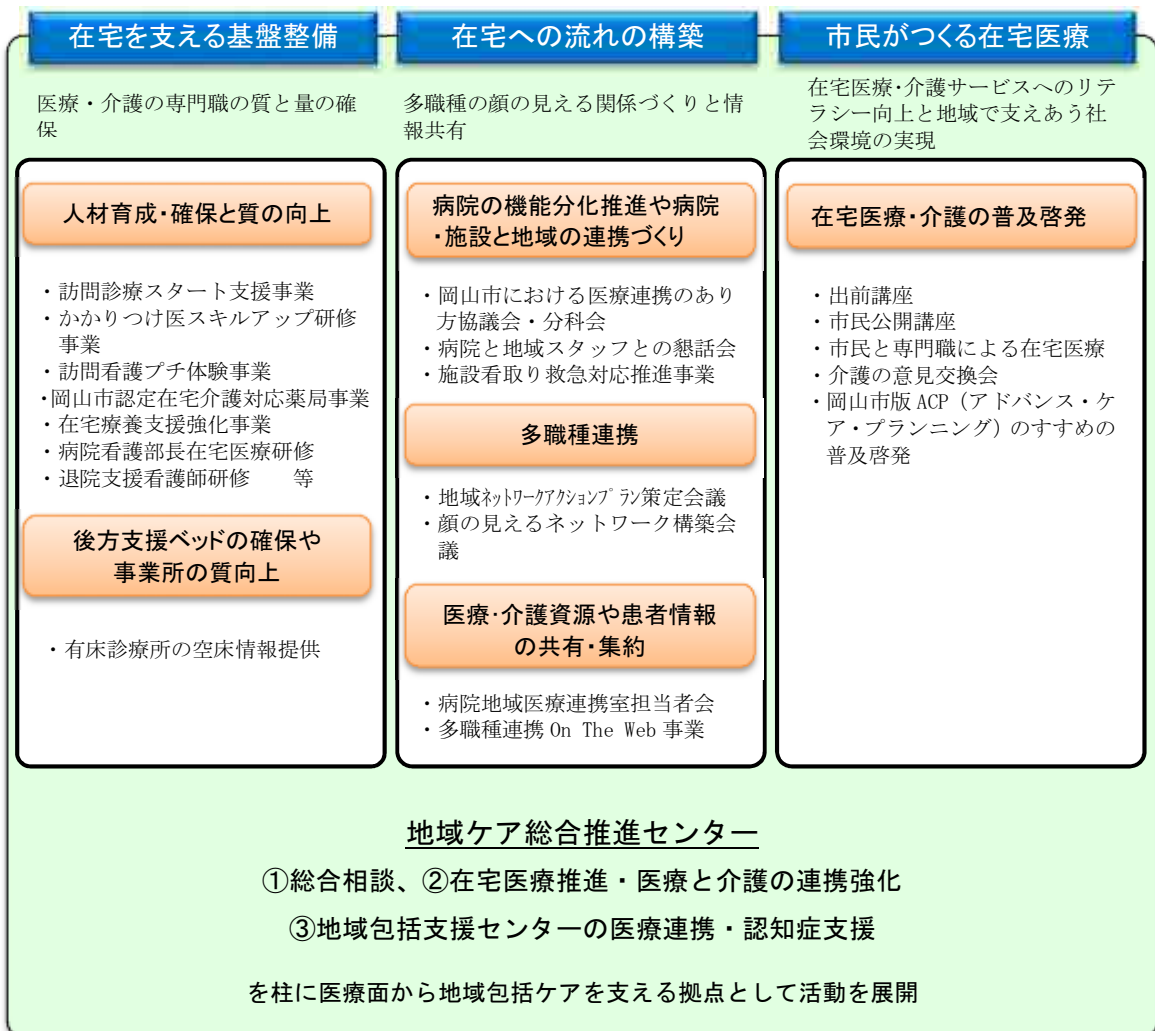 在宅を支える基盤整備
医療・介護の専門職の質と量の確
保
人材育成・確保と質の向上
・訪問診療スタート支援事業
・かかりつけ医スキルアップ研修
事業
・訪問看護プチ体験事業
・岡山市認定在宅介護対応薬局事業
・在宅療養支援強化事業
・病院看護部長在宅医療研修
・退院支援看護師研修　　等
後方支援ベッドの確保や
事業所の質向上
・有床診療所の空床情報提供
在宅への流れの構築
多職種の顔の見える関係づくりと情
報共有
病院の機能分化推進や病院
・施設と地域の連携づくり
・岡山市における医療連携のあり
方協議会・分科会
・病院と地域スタッフとの懇話会
・施設看取り救急対応推進事業
多職種連携
・地域ﾈｯﾄﾜｰｸｱｸｼｮﾝﾌﾟﾗﾝ策定会議
・顔の見えるネットワーク構築会
議
医療・介護資源や患者情報
の共有・集約
・病院地域医療連携室担当者会
・多職種連携 On The Web 事業
市民がつくる在宅医療
在宅医療・介護サービスへのリテ
ラシー向上と地域で支えあう社
会環境の実現
在宅医療・介護の普及啓発
・出前講座
・市民公開講座
・市民と専門職による在宅医療
・介護の意見交換会
・岡山市版 ACP（アドバンス・ケ
ア・プランニング）のすすめの
普及啓発
地域ケア総合推進センター
①総合相談、②在宅医療推進・医療と介護の連携強化
③地域包括支援センターの医療連携・認知症支援
を柱に医療面から地域包括ケアを支える拠点として活動を展開